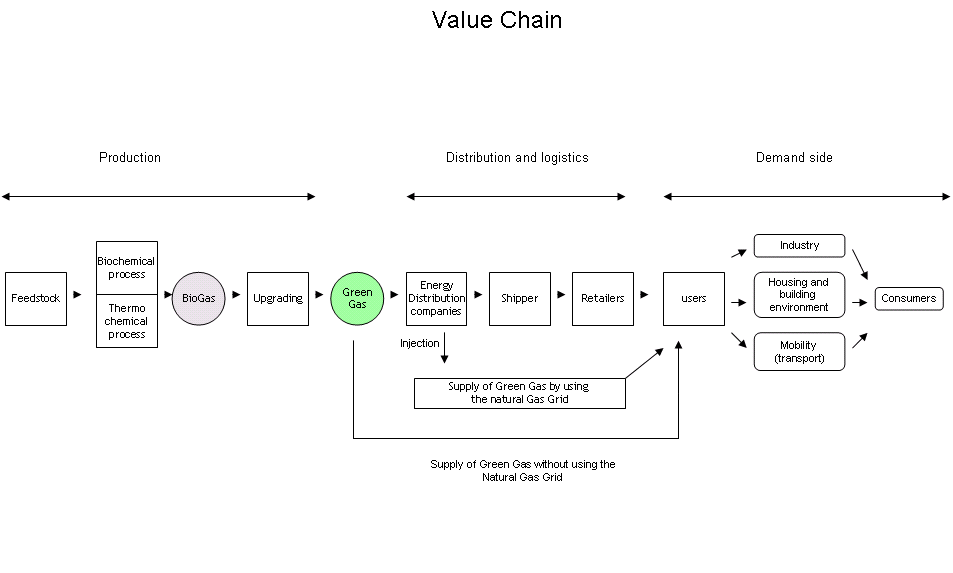 Value Chain
Production
Distribution and logistics
Demand side
Feedstock
Biochemical
process
Thermo
chemical
process
BioGas
Upgrading
Green
Gas
Energy
Distribution
companies
Shipper
Retailers
users
Industry
Housing and
building
environment
Mobility
(transport)
Consumers
Injection
Supply of Green Gas by using
the natural Gas Grid
Supply of Green Gas without using the
Natural Gas Grid